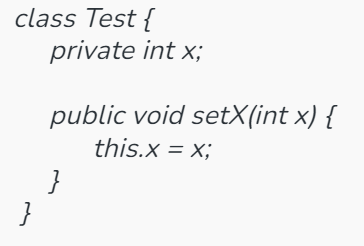 class Test {
private int x;
public void setX(int x) {
this.x = x;
}
}